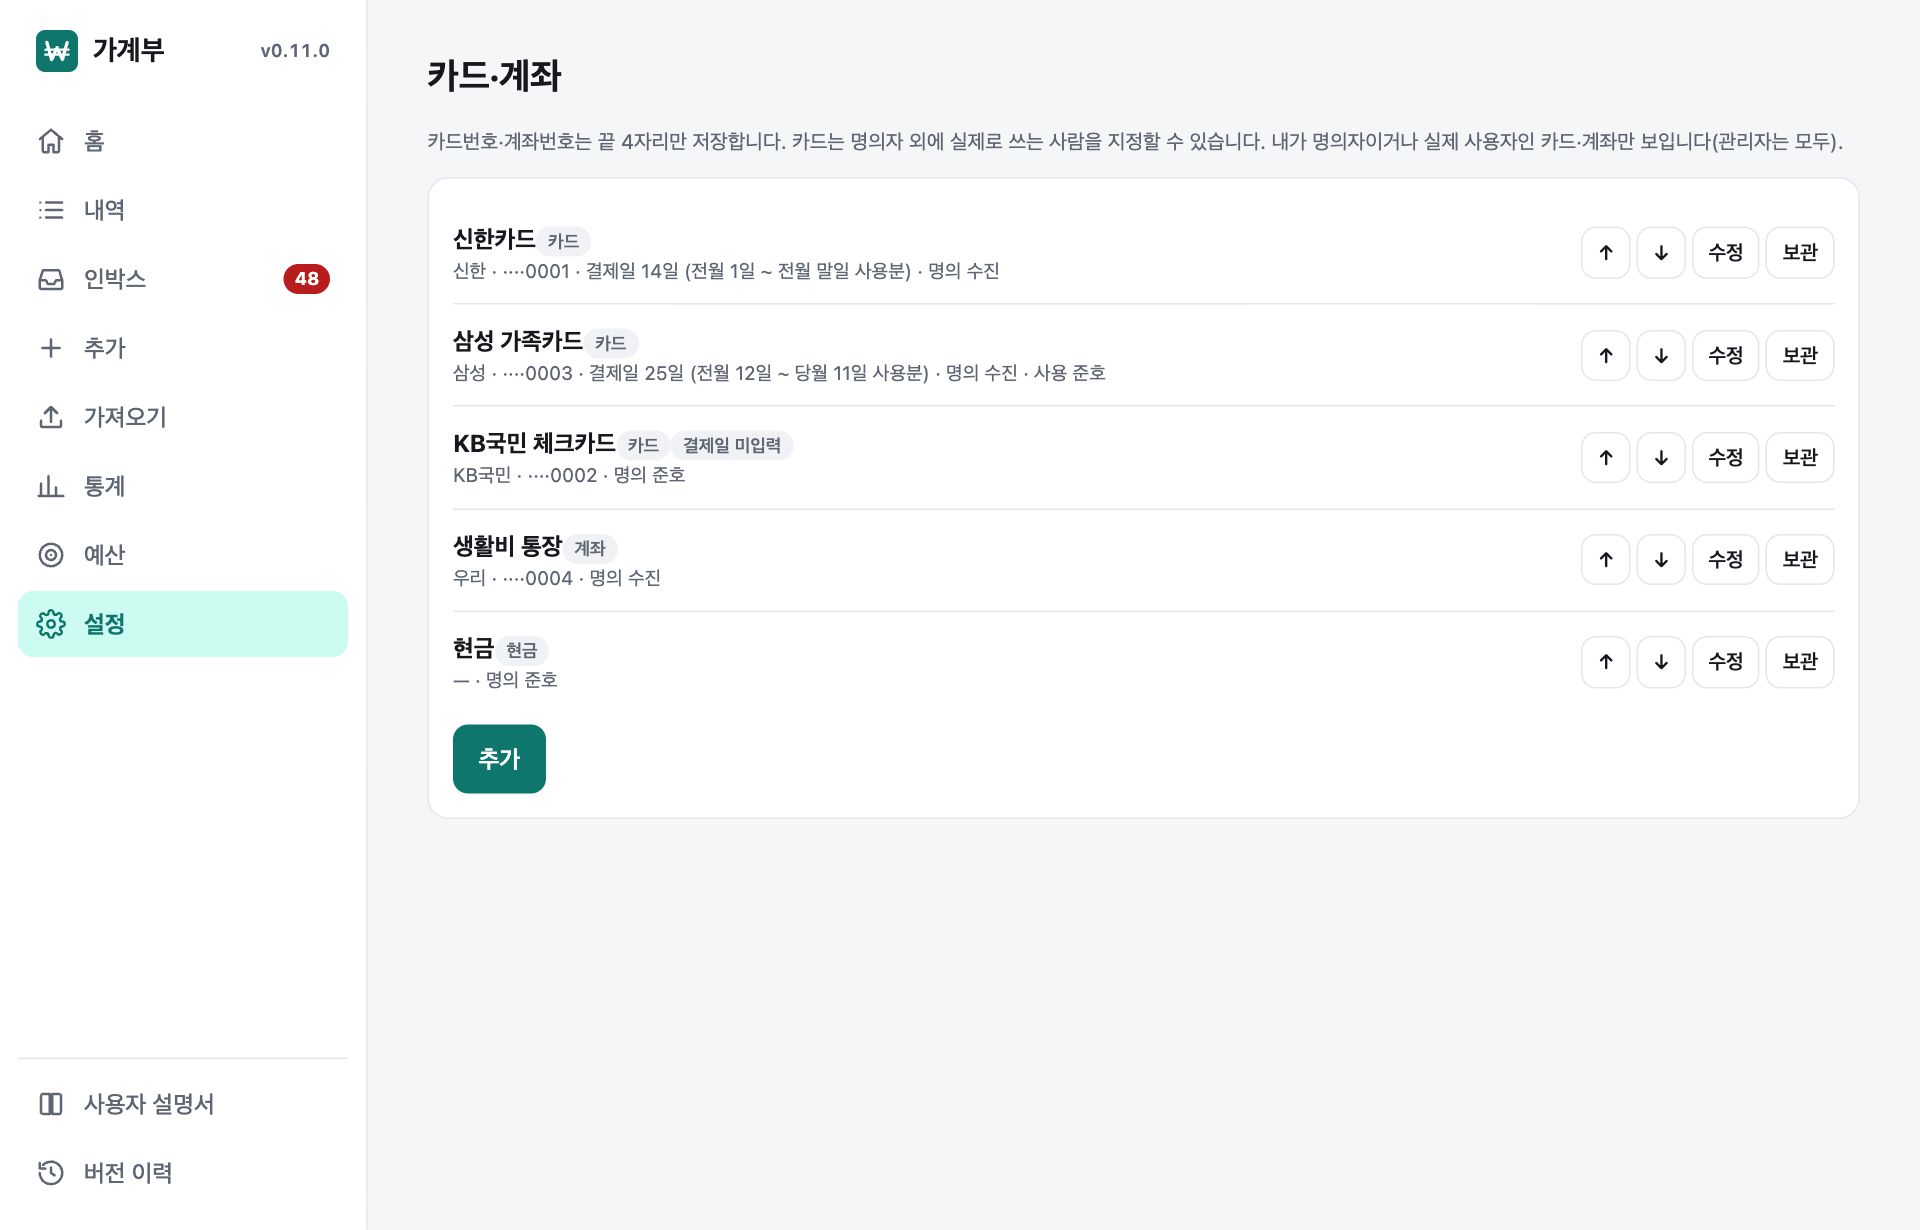 가계부 v0.11.0
홈
내역
인박스 48
추가
가져오기
통계
예산
설정
사용자 설명서
버전 이력
카드·계좌
카드번호·계좌번호는 끝 4자리만 저장합니다. 카드는 명의자 외에 실제로 쓰는 사람을 지정할 수 있습니다. 내가 명의자이거나 실제 사용자인 카드·계좌만 보입니다(관리자는 모두).
신한카드 카드
신한 · ····0001 · 결제일 14일 (전월 1일 ~ 전월 말일 사용분) · 명의 수진
↑ ↓ 수정 보관
삼성 가족카드 카드
삼성 · ····0003 · 결제일 25일 (전월 12일 ~ 당월 11일 사용분) · 명의 수진 · 사용 준호
↑ ↓ 수정 보관
KB국민 체크카드 카드 결제일 미입력
KB국민 · ····0002 · 명의 준호
↑ ↓ 수정 보관
생활비 통장 계좌
우리 · ····0004 · 명의 수진
↑ ↓ 수정 보관
현금 현금
— · 명의 준호
↑ ↓ 수정 보관
추가